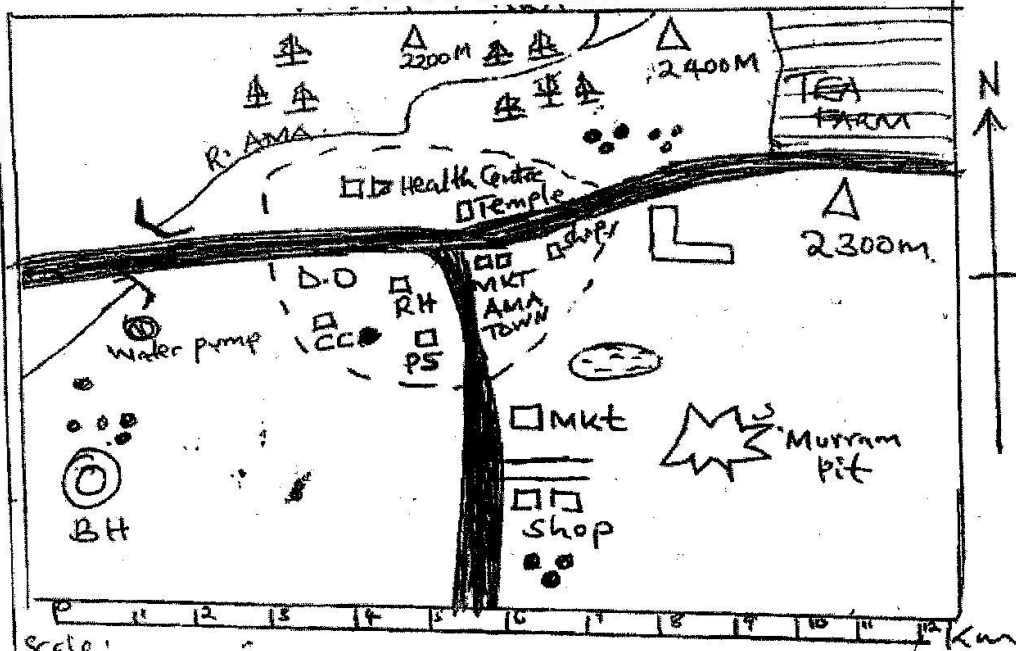 2200M
2400M
N
TEA
FARM
R. AMA
Health Centre
Temple
shops
2300M
D.O
RH
MKT
AMA
TOWN
CC
PS
Water pump
MKt
Murram
pit
BH
Shop
0 1 2 3 4 5 6 7 8 9 10 11 12 Km
Scale: